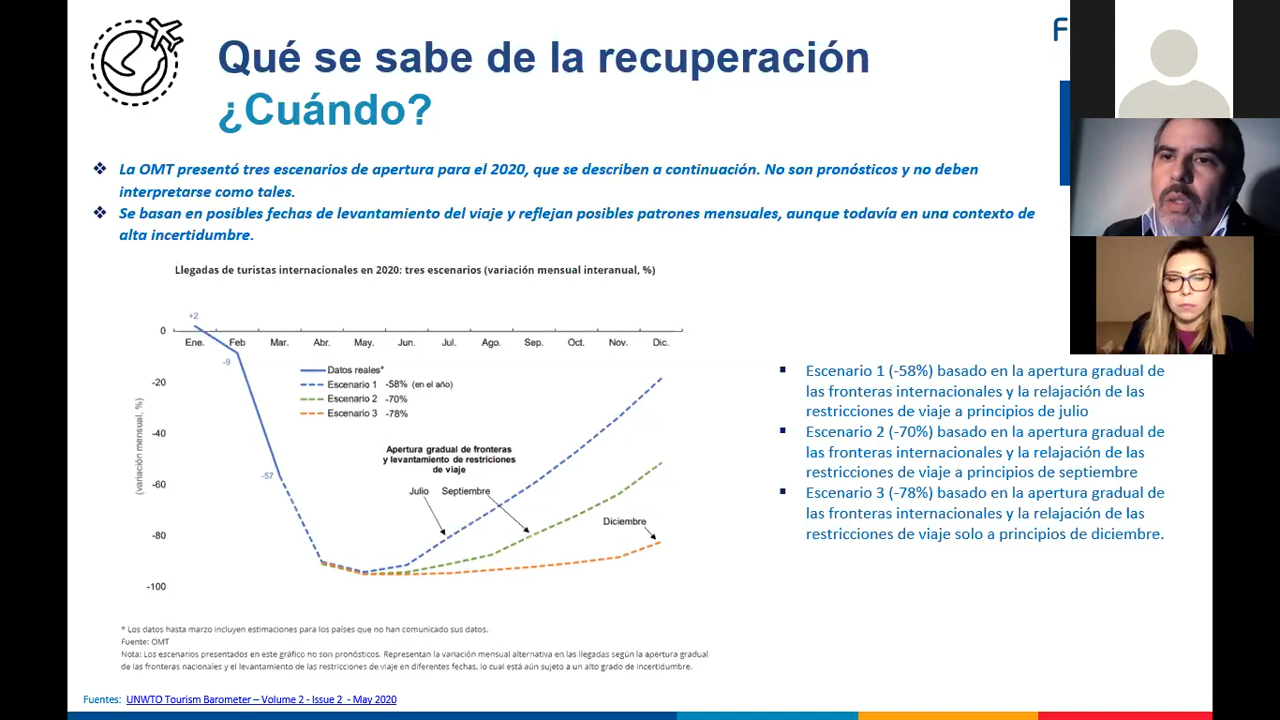 Qué se sabe de la recuperación
¿Cuándo?
F
❖ La OMT presentó tres escenarios de apertura para el 2020, que se describen a continuación. No son pronósticos y no deben
interpretarse como tales.
❖ Se basan en posibles fechas de levantamiento del viaje y reflejan posibles patrones mensuales, aunque todavía en una contexto de
alta incertidumbre.
Llegadas de turistas internacionales en 2020: tres escenarios (variación mensual interanual, %)
+2
0
Ene. Feb Mar. Abr. May. Jun. Jul. Ago. Sep. Oct. Nov. Dic.
-9
Datos reales*
-20
Escenario 1 -58% (en el año)
Escenario 2 -70%
Escenario 3 -78%
-40
(variación mensual, %)
Apertura gradual de fronteras
y levantamiento de restricciones
de viaje
-57
-60
Julio Septiembre
Diciembre
-80
-100
▪ Escenario 1 (-58%) basado en la apertura gradual de
las fronteras internacionales y la relajación de las
restricciones de viaje a principios de julio
▪ Escenario 2 (-70%) basado en la apertura gradual de
las fronteras internacionales y la relajación de las
restricciones de viaje a principios de septiembre
▪ Escenario 3 (-78%) basado en la apertura gradual de
las fronteras internacionales y la relajación de las
restricciones de viaje solo a principios de diciembre.
* Los datos hasta marzo incluyen estimaciones para los países que no han comunicado sus datos.
Fuente: OMT
Nota: Los escenarios presentados en este gráfico no son pronósticos. Representan la variación mensual alternativa en las llegadas según la apertura gradual
de las fronteras nacionales y el levantamiento de las restricciones de viaje en diferentes fechas, lo cual está aún sujeto a un alto grado de incertidumbre.
Fuentes: UNWTO Tourism Barometer – Volume 2 - Issue 2 - May 2020